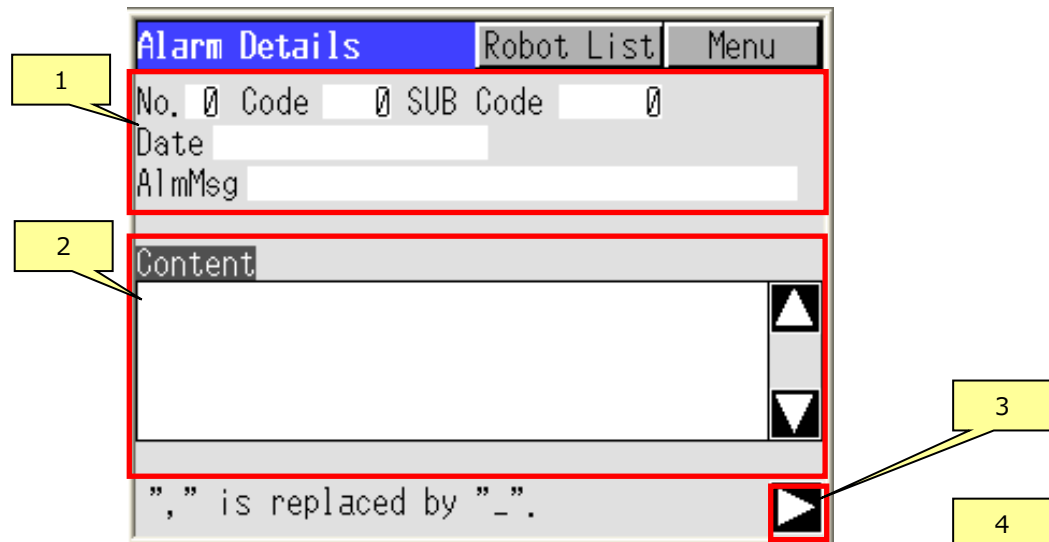 Alarm Details Robot List Menu
1
No. 0 Code 0 SUB Code 0
Date
AlmMsg
2
Content
3
"," is replaced by "_".
4